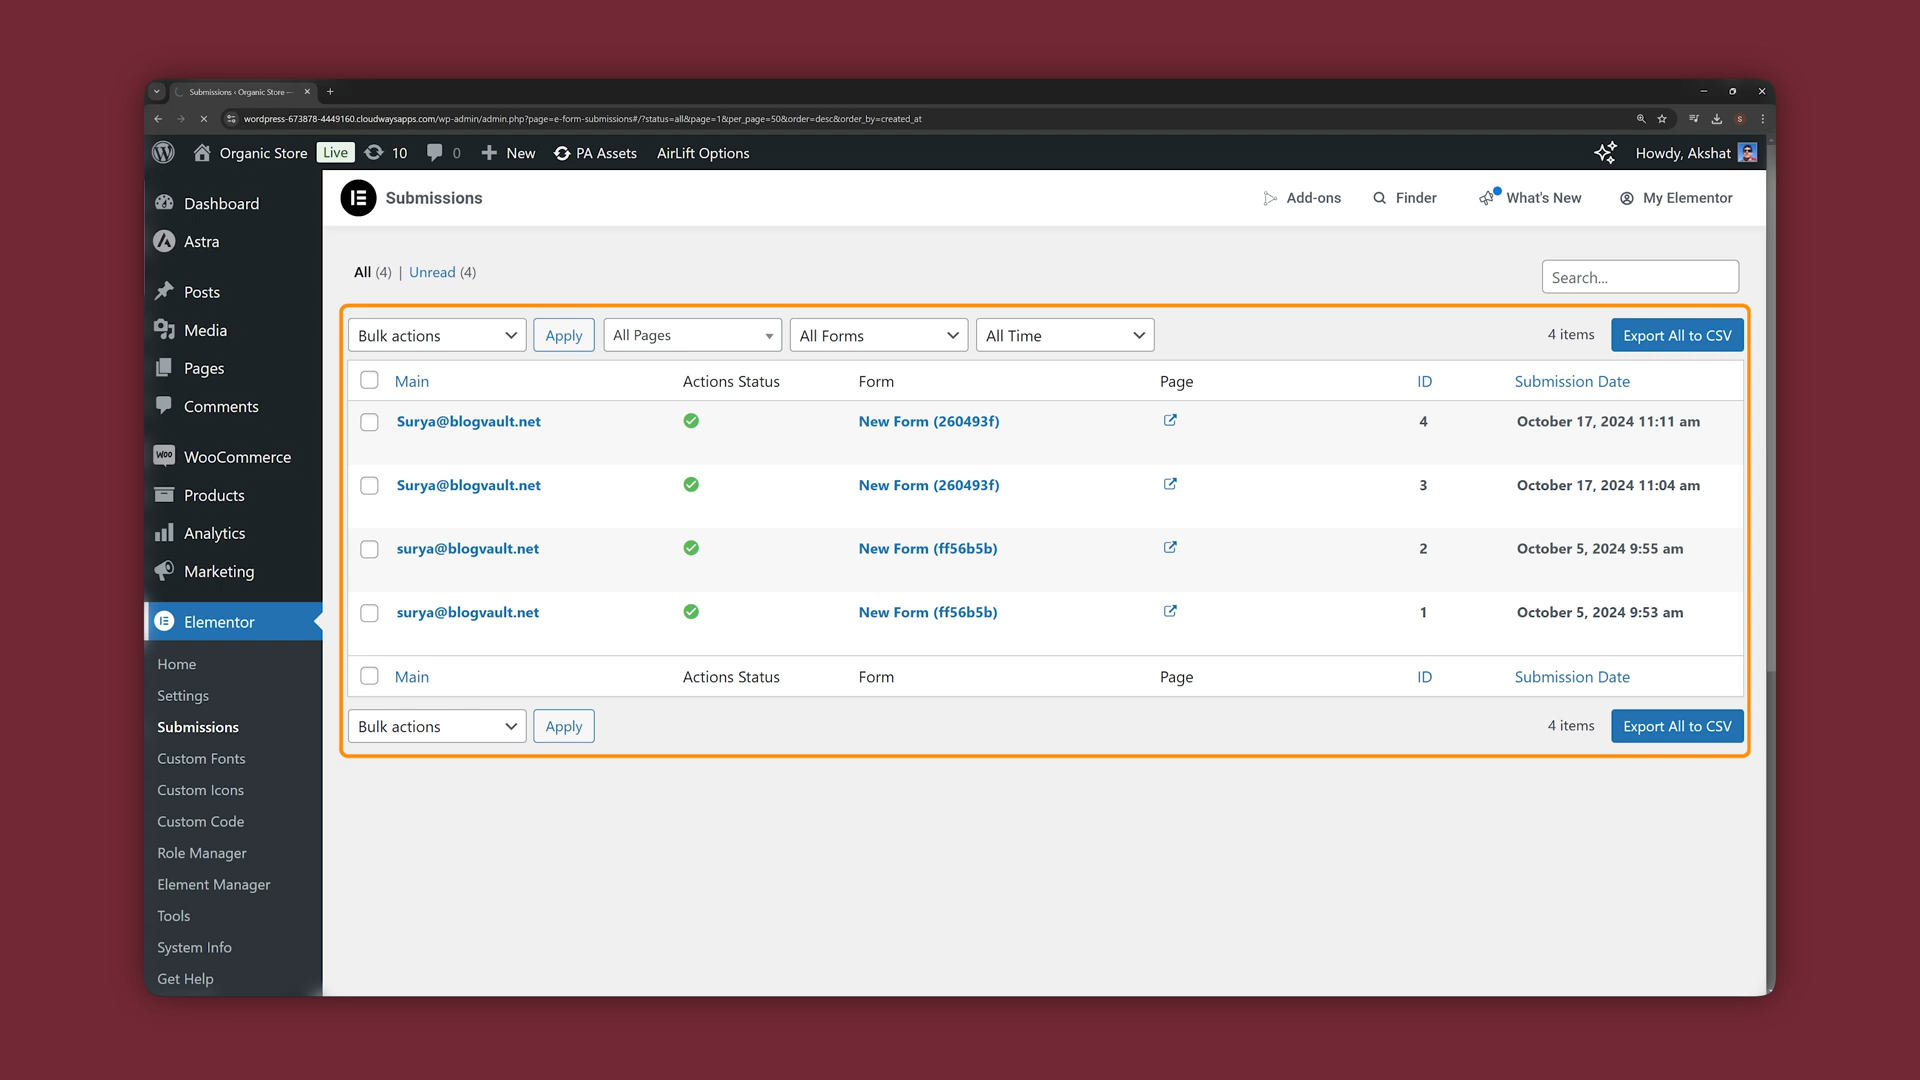 Submissions ‹ Organic Store —
wordpress-673878-4449160.cloudwaysapps.com/wp-admin/admin.php?page=e-form-submissions#/?status=all&page=1&per_page=50&order=desc&order_by=created_at
S
Organic Store Live 10 0 New PA Assets AirLift Options Howdy, Akshat
Submissions Add-ons Finder What's New My Elementor
Dashboard
Astra
Posts
Media
Pages
Comments
Woo WooCommerce
Products
Analytics
Marketing
Elementor
Home
Settings
Submissions
Custom Fonts
Custom Icons
Custom Code
Role Manager
Element Manager
Tools
System Info
Get Help
All (4) | Unread (4)
Search...
Bulk actions Apply All Pages All Forms All Time 4 items Export All to CSV
Main Actions Status Form Page ID Submission Date
Surya@blogvault.net New Form (260493f) 4 October 17, 2024 11:11 am
Surya@blogvault.net New Form (260493f) 3 October 17, 2024 11:04 am
surya@blogvault.net New Form (ff56b5b) 2 October 5, 2024 9:55 am
surya@blogvault.net New Form (ff56b5b) 1 October 5, 2024 9:53 am
Main Actions Status Form Page ID Submission Date
Bulk actions Apply 4 items Export All to CSV